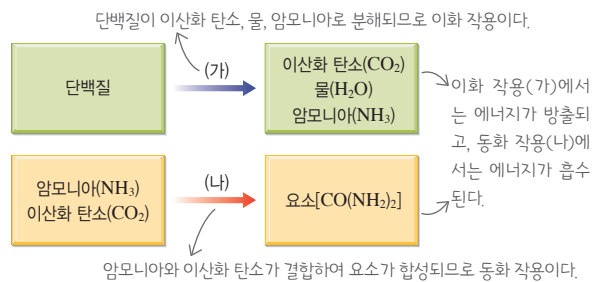 단백질이 이산화 탄소, 물, 암모니아로 분해되므로 이화 작용이다.
단백질
(가)
이산화 탄소(CO₂)
물(H₂O)
암모니아(NH₃)
이화 작용(가)에서
는 에너지가 방출되
고, 동화 작용(나)에
서는 에너지가 흡수
된다.
암모니아(NH₃)
이산화 탄소(CO₂)
(나)
요소[CO(NH₂)₂]
암모니아와 이산화 탄소가 결합하여 요소가 합성되므로 동화 작용이다.